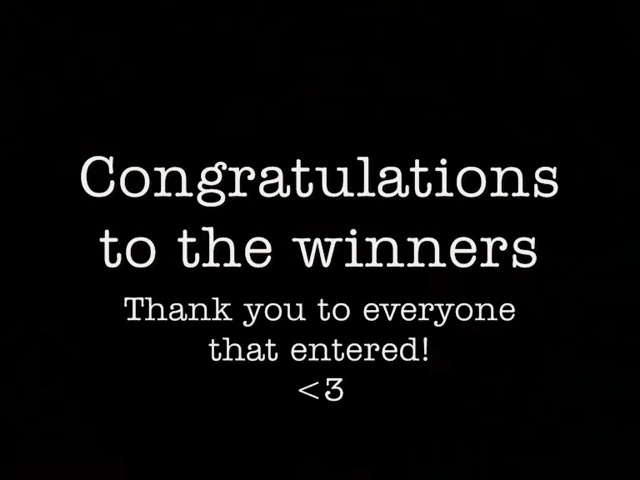 Congratulations
to the winners
Thank you to everyone
that entered!
<3